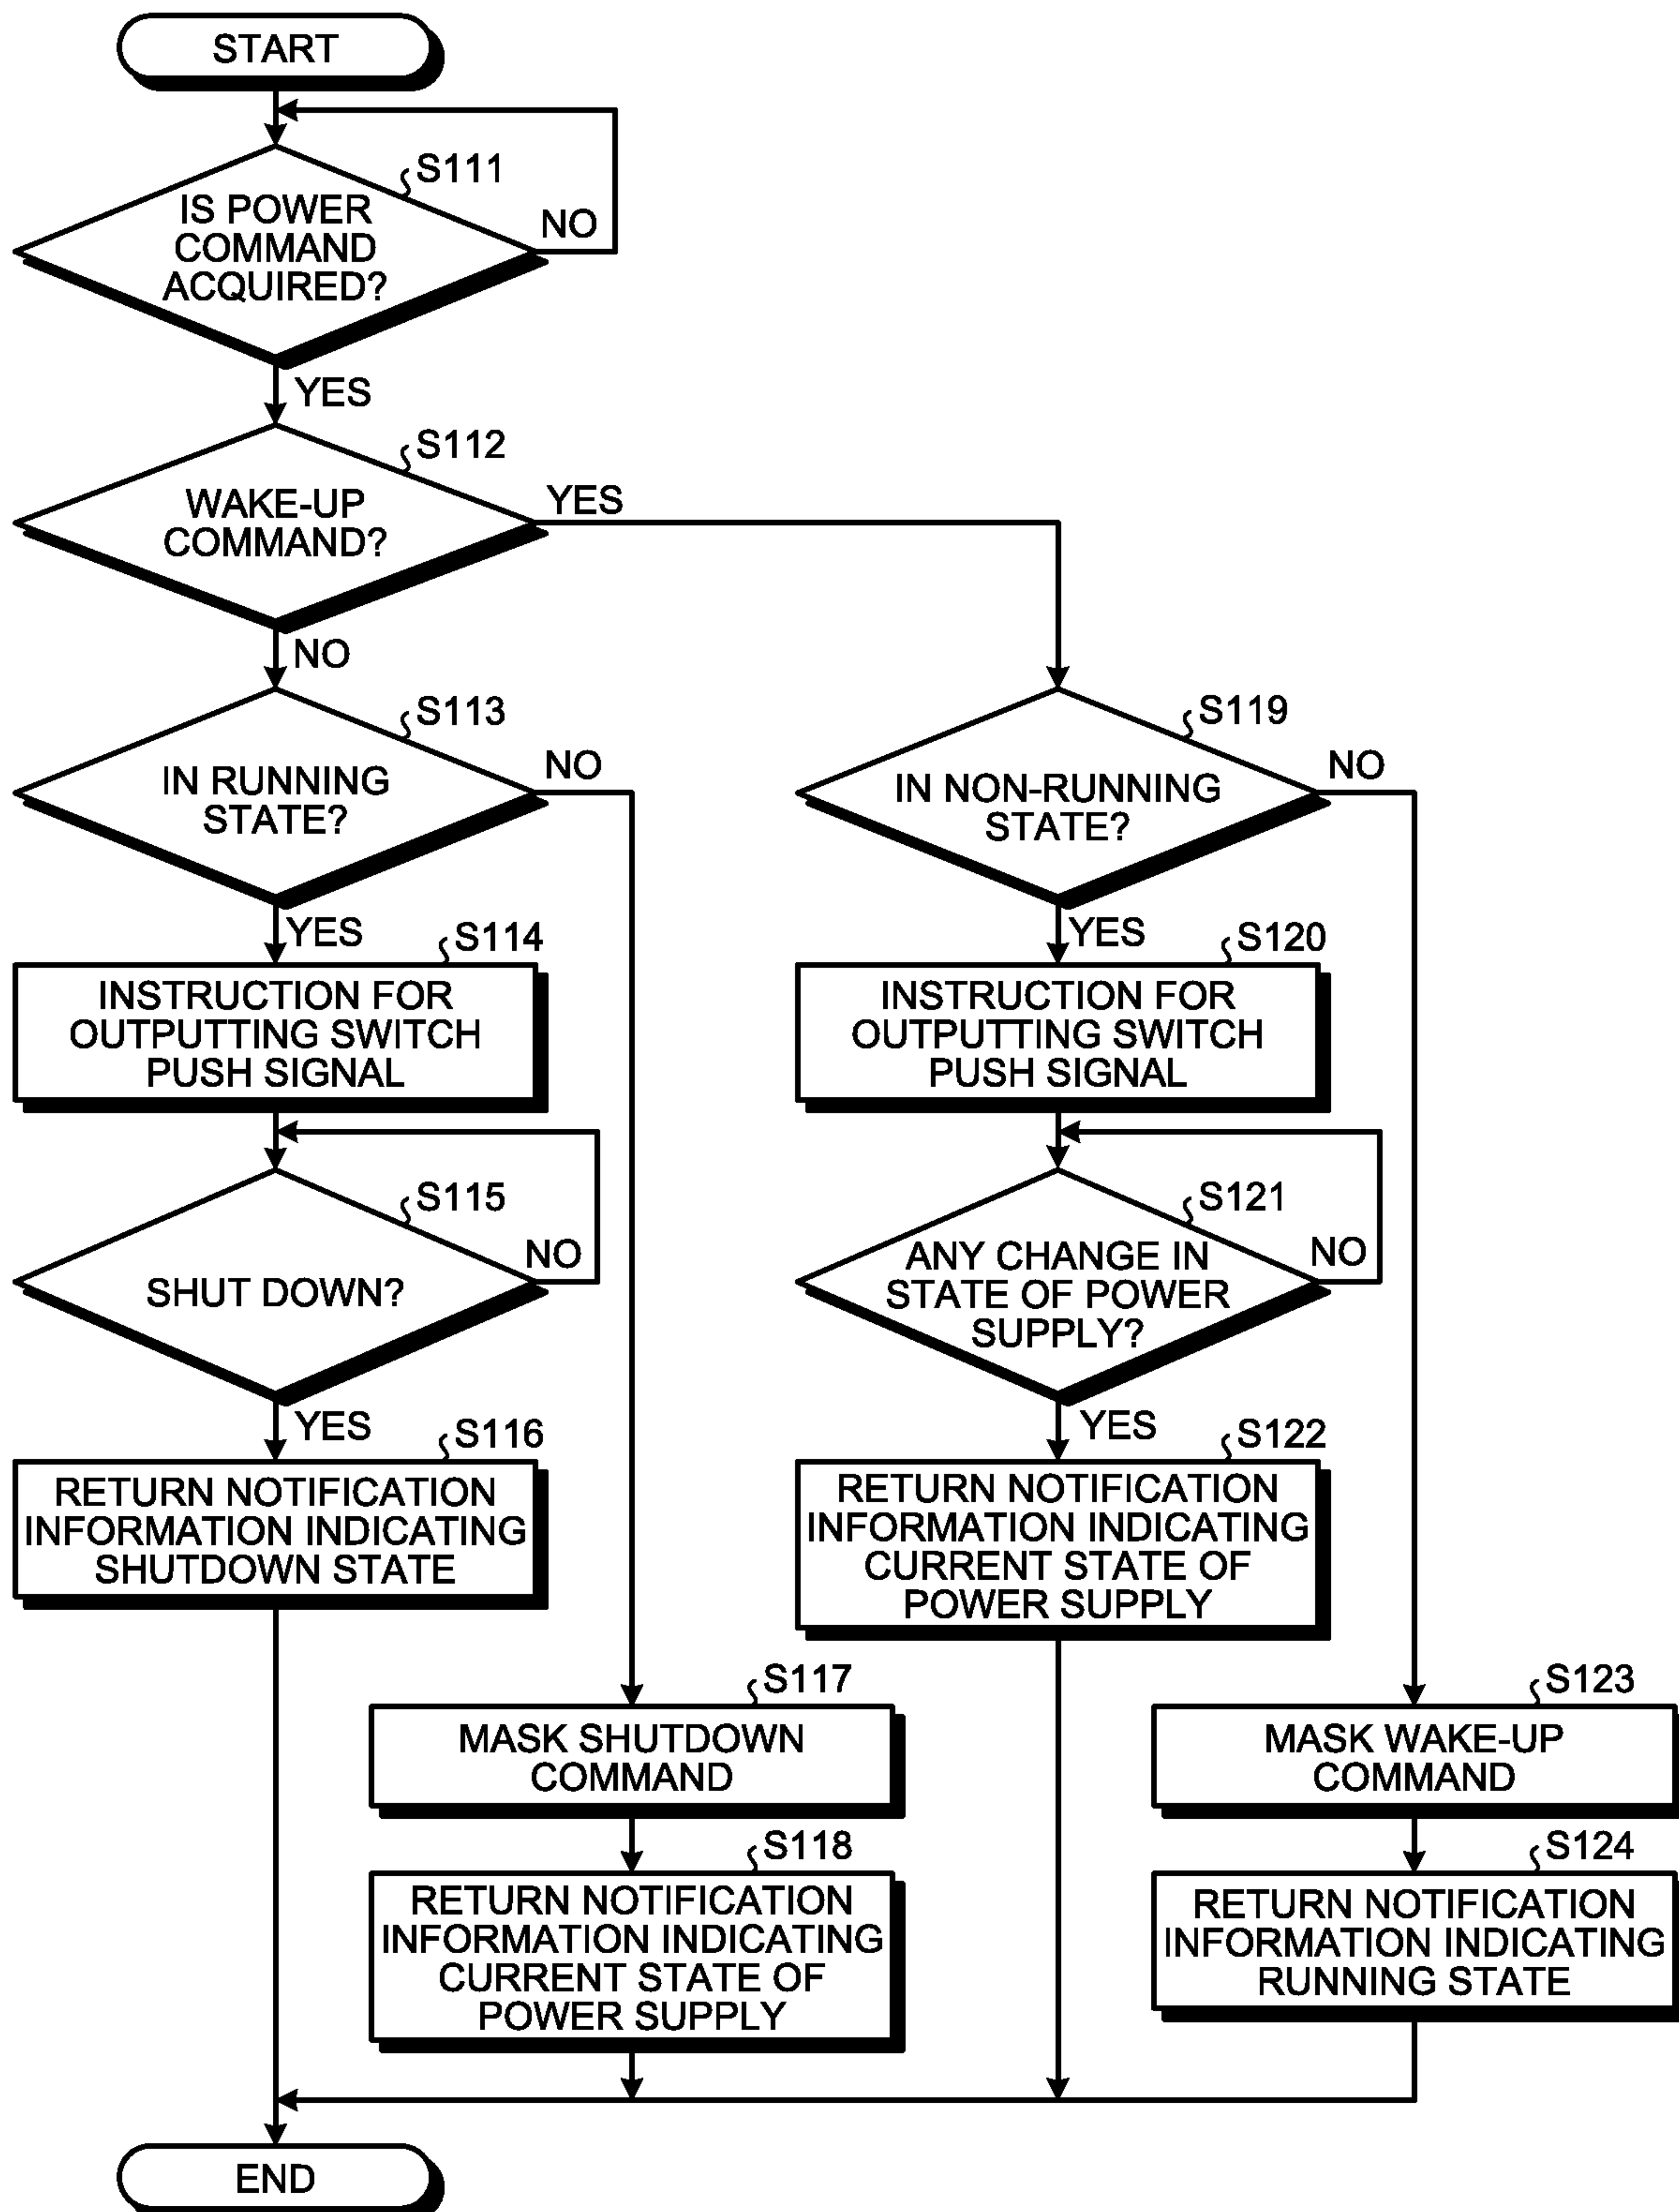 START
S111
IS POWER
COMMAND
ACQUIRED?
NO
YES
S112
WAKE-UP
COMMAND?
YES
NO
S113
IN RUNNING
STATE?
NO
YES
S114
INSTRUCTION FOR
OUTPUTTING SWITCH
PUSH SIGNAL
S115
SHUT DOWN?
NO
YES
S116
RETURN NOTIFICATION
INFORMATION INDICATING
SHUTDOWN STATE
S117
MASK SHUTDOWN
COMMAND
S118
RETURN NOTIFICATION
INFORMATION INDICATING
CURRENT STATE OF
POWER SUPPLY
S119
IN NON-RUNNING
STATE?
NO
YES
S120
INSTRUCTION FOR
OUTPUTTING SWITCH
PUSH SIGNAL
S121
ANY CHANGE IN
STATE OF POWER
SUPPLY?
NO
YES
S122
RETURN NOTIFICATION
INFORMATION INDICATING
CURRENT STATE OF
POWER SUPPLY
S123
MASK WAKE-UP
COMMAND
S124
RETURN NOTIFICATION
INFORMATION INDICATING
RUNNING STATE
END